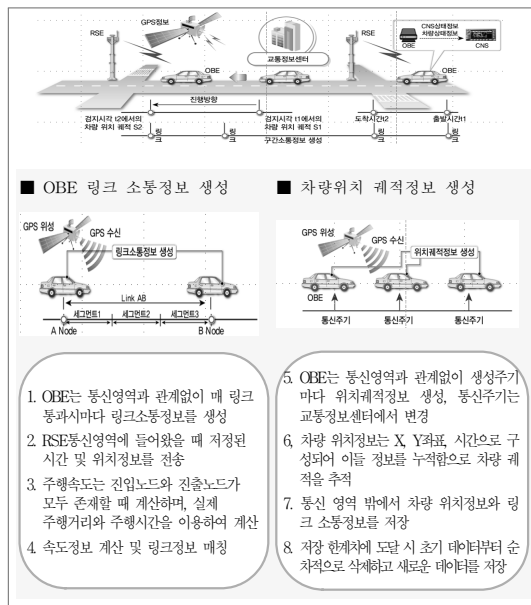 GPS정보
RSE
RSE
CNS상태정보
차량상태정보
OBE
CNS
교통정보센터
OBE
OBE
진행방향
검지시각 t2에서의
차량 위치 궤적 S2
검지시각 t1에서의
차량 위치 궤적 S1
도착시간t2
출발시간t1
링크
링크
링크
링크
구간소통정보 생성
■ OBE 링크 소통정보 생성
GPS 위성
GPS 수신
링크소통정보 생성
Link AB
세그먼트1
세그먼트2
세그먼트3
A Node
B Node
1. OBE는 통신영역과 관계없이 매 링크
통과시마다 링크소통정보를 생성
2. RSE통신영역에 들어왔을 때 저정된
시간 및 위치정보를 전송
3. 주행속도는 진입노드와 진출노드가
모두 존재할 때 계산하며, 실제
주행거리와 주행시간을 이용하여 계산
4. 속도정보 계산 및 링크정보 매칭
■ 차량위치 궤적정보 생성
GPS 위성
GPS 수신
위치궤적정보 생성
OBE
통신주기
통신주기
통신주기
5. OBE는 통신영역과 관계없이 생성주기
마다 위치궤적정보 생성, 통신주기는
교통정보센터에서 변경
6, 차량 위치정보는 X, Y좌표, 시간으로 구
성되어 이들 정보를 누적함으로 차량 궤
적을 추적
7. 통신 영역 밖에서 차량 위치정보와 링
크 소통정보를 저장
8. 저장 한계차에 도달 시 초기 데이터부터 순
차적으로 삭제하고 새로운 데이터를 저장